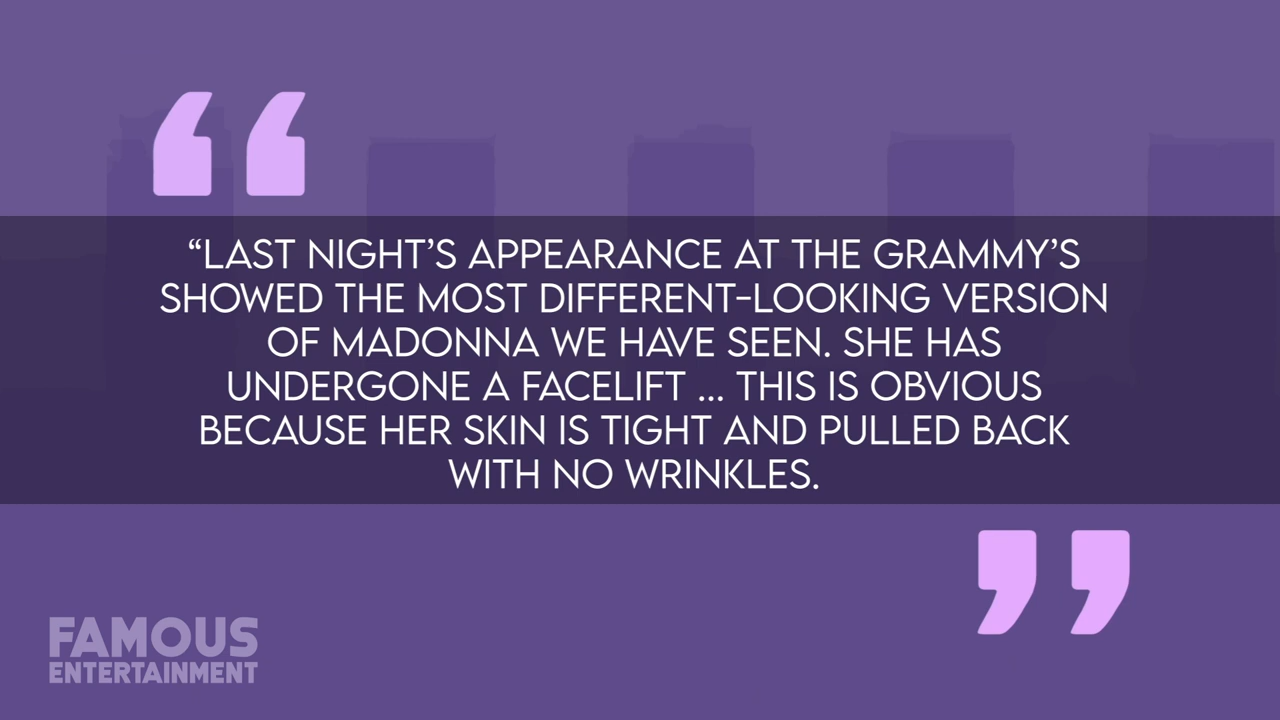 “LAST NIGHT’S APPEARANCE AT THE GRAMMY’S
SHOWED THE MOST DIFFERENT-LOOKING VERSION
OF MADONNA WE HAVE SEEN. SHE HAS
UNDERGONE A FACELIFT ... THIS IS OBVIOUS
BECAUSE HER SKIN IS TIGHT AND PULLED BACK
WITH NO WRINKLES.
FAMOUS
ENTERTAINMENT